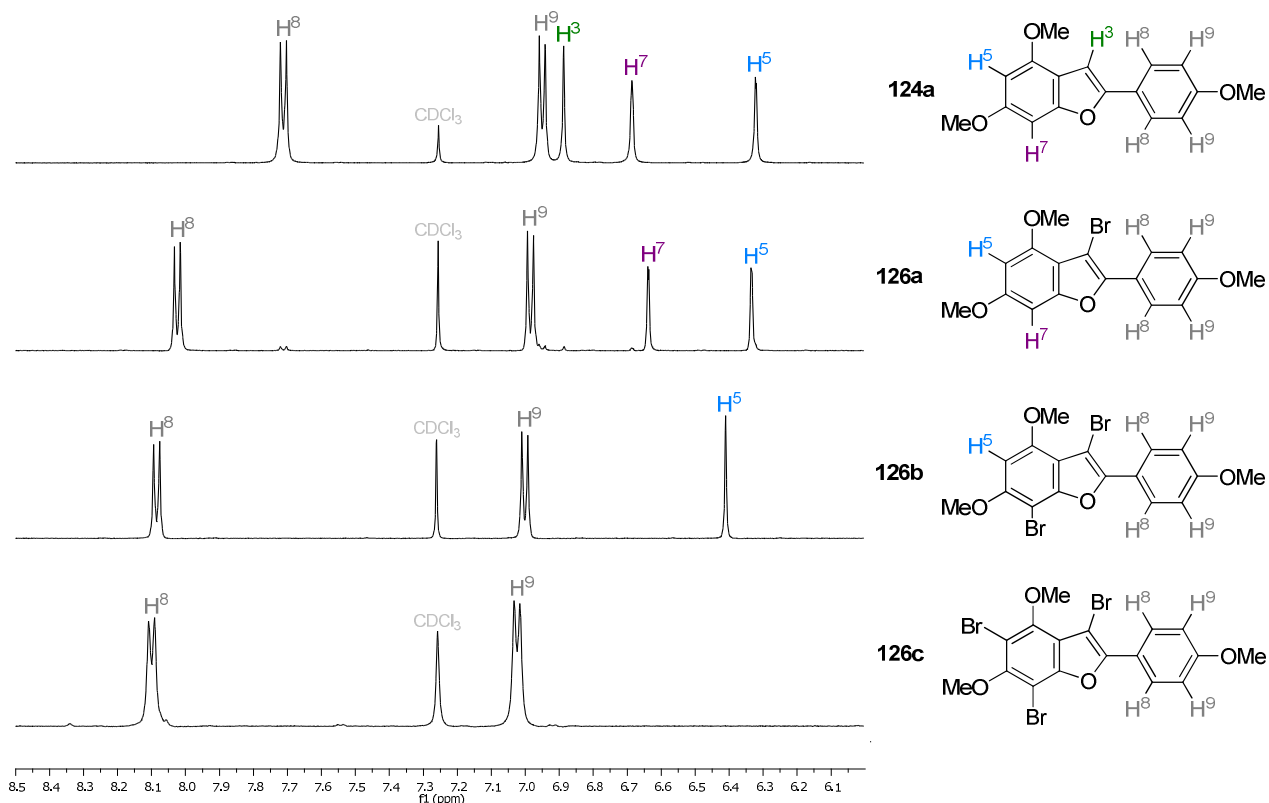 H⁸
CDCl₃
H⁹
H³
H⁷
H⁵
124a
OMe
H³
H⁸
H⁹
H⁵
MeO
O
OMe
H⁷
H⁸
H⁹
H⁸
CDCl₃
H⁹
H⁷
H⁵
126a
OMe
Br
H⁸
H⁹
H⁵
MeO
O
OMe
H⁷
H⁸
H⁹
H⁸
CDCl₃
H⁹
H⁵
126b
OMe
Br
H⁸
H⁹
H⁵
MeO
O
OMe
Br
H⁸
H⁹
H⁸
CDCl₃
H⁹
126c
OMe
Br
H⁸
H⁹
Br
MeO
O
OMe
Br
H⁸
H⁹
8.5 8.4 8.3 8.2 8.1 8.0 7.9 7.8 7.7 7.6 7.5 7.4 7.3 7.2 7.1 7.0 6.9 6.8 6.7 6.6 6.5 6.4 6.3 6.2 6.1
f1 (ppm)